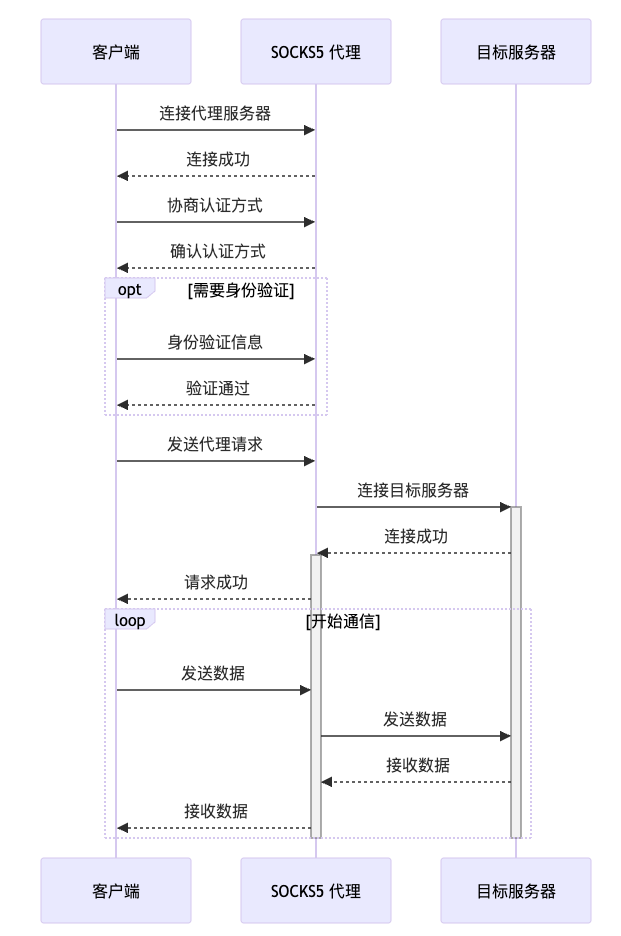 客户端
SOCKS5 代理
目标服务器
连接代理服务器
连接成功
协商认证方式
确认认证方式
opt
[需要身份验证]
身份验证信息
验证通过
发送代理请求
连接目标服务器
连接成功
请求成功
loop
[开始通信]
发送数据
发送数据
接收数据
接收数据
客户端
SOCKS5 代理
目标服务器